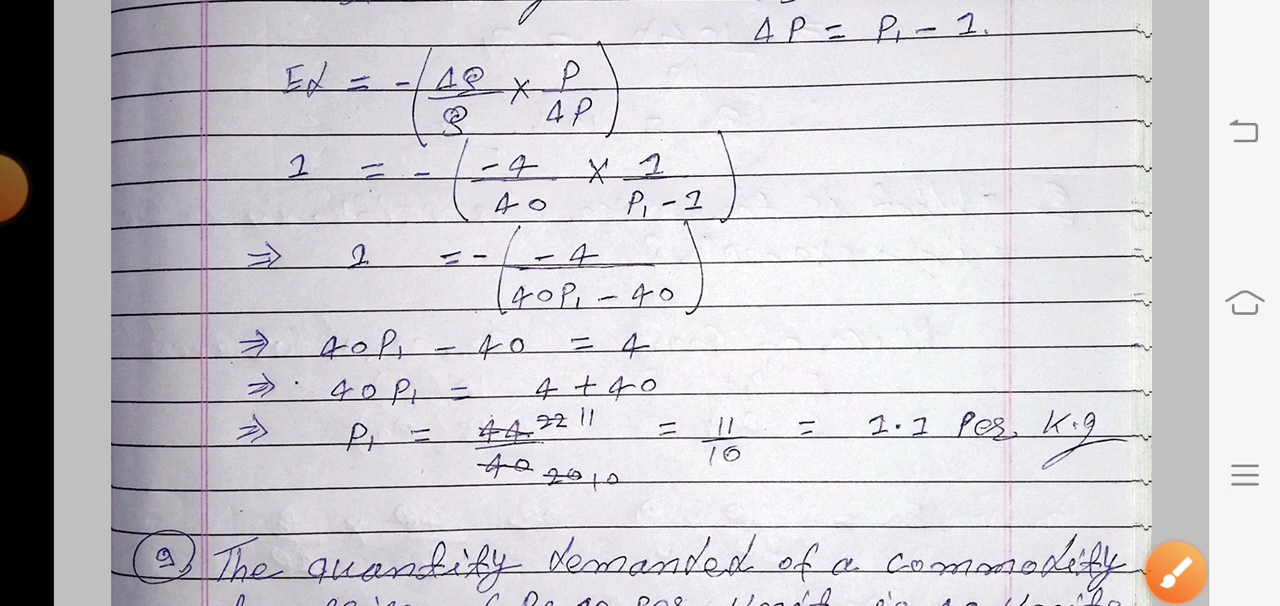 ΔP = P₁ - 1.
Ed = -(ΔQ/Q × P/ΔP)
1 = -(-4/40 × 1/P₁-1)
⇒ 1 = -(-4/40P₁ - 40)
⇒ 40P₁ - 40 = 4
⇒ 40P₁ = 4 + 40
⇒ P₁ = 44/40 22/20 11/10 = 11/10 = 1.1 Per K.g
9) The quantity demanded of a commodity